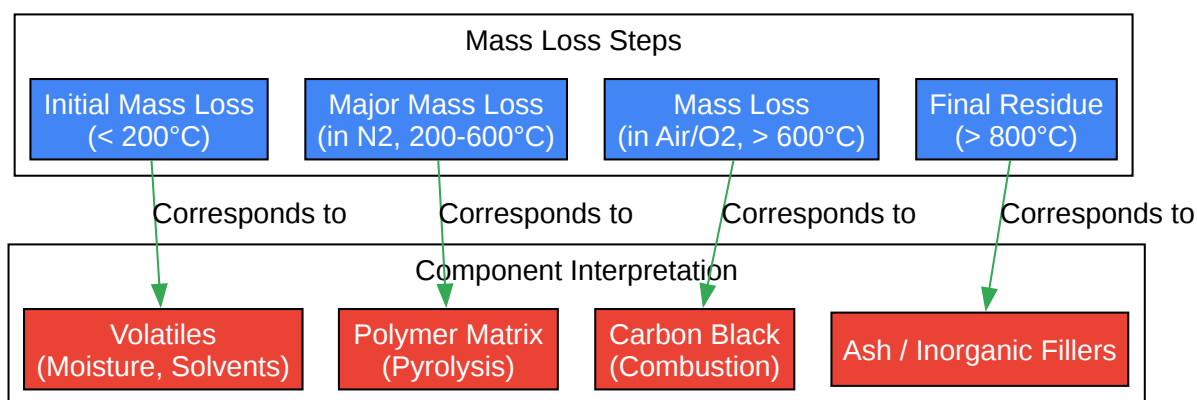 Mass Loss Steps
Initial Mass Loss
(< 200°C)
Major Mass Loss
(in N2, 200-600°C)
Mass Loss
(in Air/O2, > 600°C)
Final Residue
(> 800°C)
Corresponds to
Corresponds to
Corresponds to
Corresponds to
Component Interpretation
Volatiles
(Moisture, Solvents)
Polymer Matrix
(Pyrolysis)
Carbon Black
(Combustion)
Ash / Inorganic Fillers